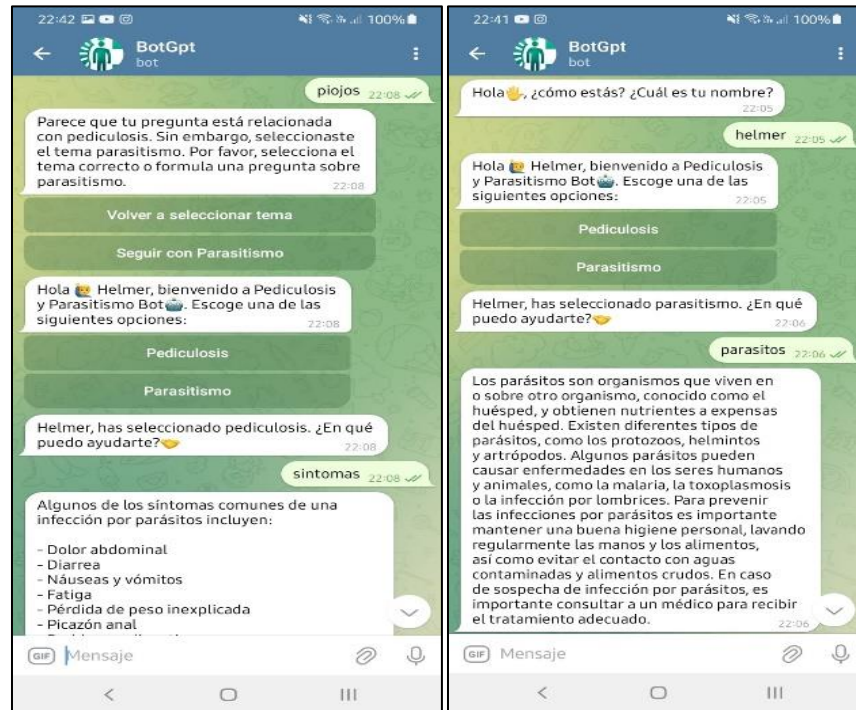 22:42 100%
BotGpt
bot
piojos 22:08
Parece que tu pregunta está relacionada
con pediculosis. Sin embargo, seleccionaste
el tema parasitismo. Por favor, selecciona el
tema correcto o formula una pregunta sobre
parasitismo. 22:08
Volver a seleccionar tema
Seguir con Parasitismo
Hola Helmer, bienvenido a Pediculosis
y Parasitismo Bot. Escoge una de las
siguientes opciones: 22:08
Pediculosis
Parasitismo
Helmer, has seleccionado pediculosis. ¿En qué
puedo ayudarte? 22:08
sintomas 22:08
Algunos de los síntomas comunes de una
infección por parásitos incluyen:
- Dolor abdominal
- Diarrea
- Náuseas y vómitos
- Fatiga
- Pérdida de peso inexplicada
- Picazón anal
GIF Mensaje
22:41 100%
BotGpt
bot
Hola, ¿cómo estás? ¿Cuál es tu nombre?
22:05
helmer 22:05
Hola Helmer, bienvenido a Pediculosis
y Parasitismo Bot. Escoge una de las
siguientes opciones: 22:05
Pediculosis
Parasitismo
Helmer, has seleccionado parasitismo. ¿En qué
puedo ayudarte? 22:06
parasitos 22:06
Los parásitos son organismos que viven en
o sobre otro organismo, conocido como el
huésped, y obtienen nutrientes a expensas
del huésped. Existen diferentes tipos de
parásitos, como los protozoos, helmintos
y artrópodos. Algunos parásitos pueden
causar enfermedades en los seres humanos
y animales, como la malaria, la toxoplasmosis
o la infección por lombrices. Para prevenir
las infecciones por parásitos es importante
mantener una buena higiene personal, lavando
regularmente las manos y los alimentos,
así como evitar el contacto con aguas
contaminadas y alimentos crudos. En caso
de sospecha de infección por parásitos, es
importante consultar a un médico para recibir
el tratamiento adecuado. 22:06
GIF Mensaje